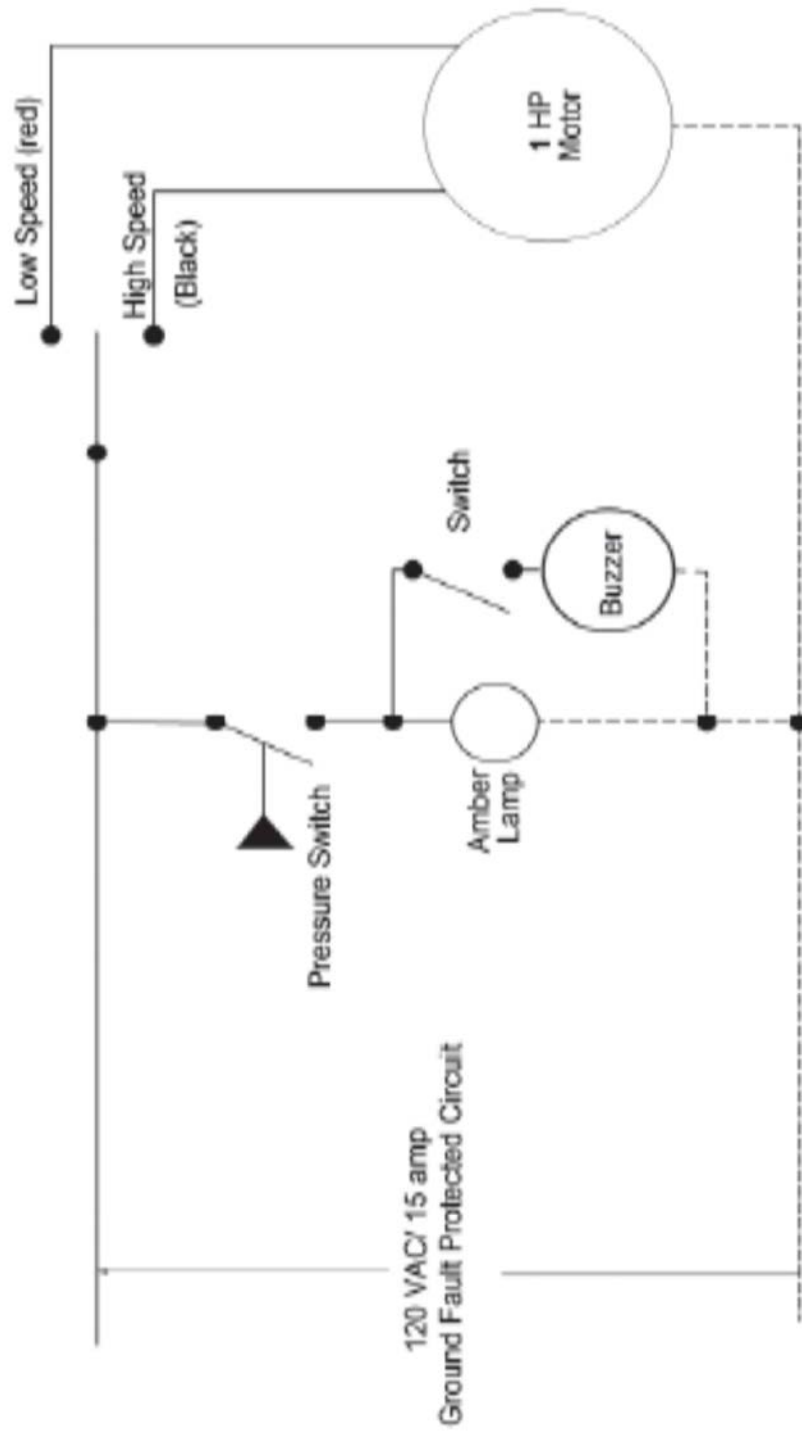 Low Speed (red)
High Speed
(Black)
1 HP
Motor
Switch
Buzzer
Pressure Switch
Amber
Lamp
120 VAC/ 15 amp
Ground Fault Protected Circuit